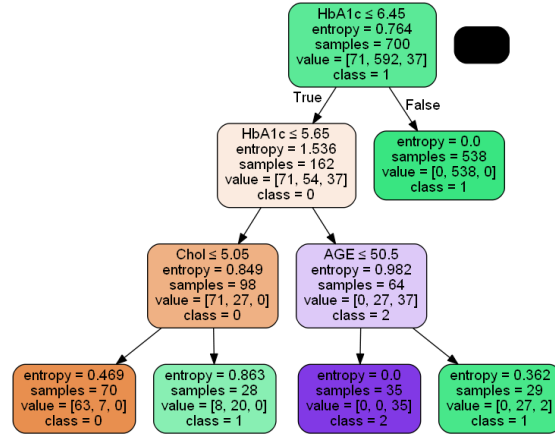 HbA1c ≤ 6.45
entropy = 0.764
samples = 700
value = [71, 592, 37]
class = 1
True
False
HbA1c ≤ 5.65
entropy = 1.536
samples = 162
value = [71, 54, 37]
class = 0
entropy = 0.0
samples = 538
value = [0, 538, 0]
class = 1
Chol ≤ 5.05
entropy = 0.849
samples = 98
value = [71, 27, 0]
class = 0
AGE ≤ 50.5
entropy = 0.982
samples = 64
value = [0, 27, 37]
class = 2
entropy = 0.469
samples = 70
value = [63, 7, 0]
class = 0
entropy = 0.863
samples = 28
value = [8, 20, 0]
class = 1
entropy = 0.0
samples = 35
value = [0, 0, 35]
class = 2
entropy = 0.362
samples = 29
value = [0, 27, 2]
class = 1